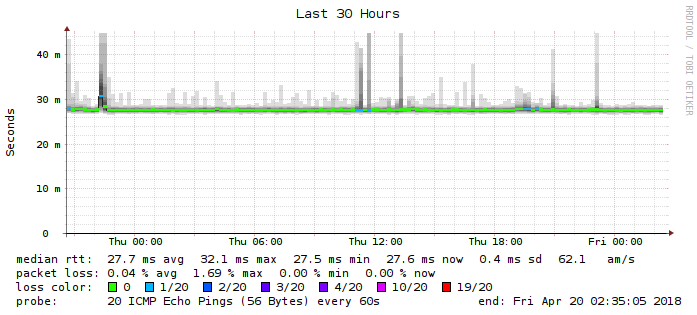 Last 30 Hours
RRDTOOL / TOBI OETIKER
Seconds
40 m
30 m
20 m
10 m
0
Thu 00:00 Thu 06:00 Thu 12:00 Thu 18:00 Fri 00:00
median rtt: 27.7 ms avg 32.1 ms max 27.5 ms min 27.6 ms now 0.4 ms sd 62.1 am/s
packet loss: 0.04 % avg 1.69 % max 0.00 % min 0.00 % now
loss color: 0 1/20 2/20 3/20 4/20 10/20 19/20
probe: 20 ICMP Echo Pings (56 Bytes) every 60s end: Fri Apr 20 02:35:05 2018